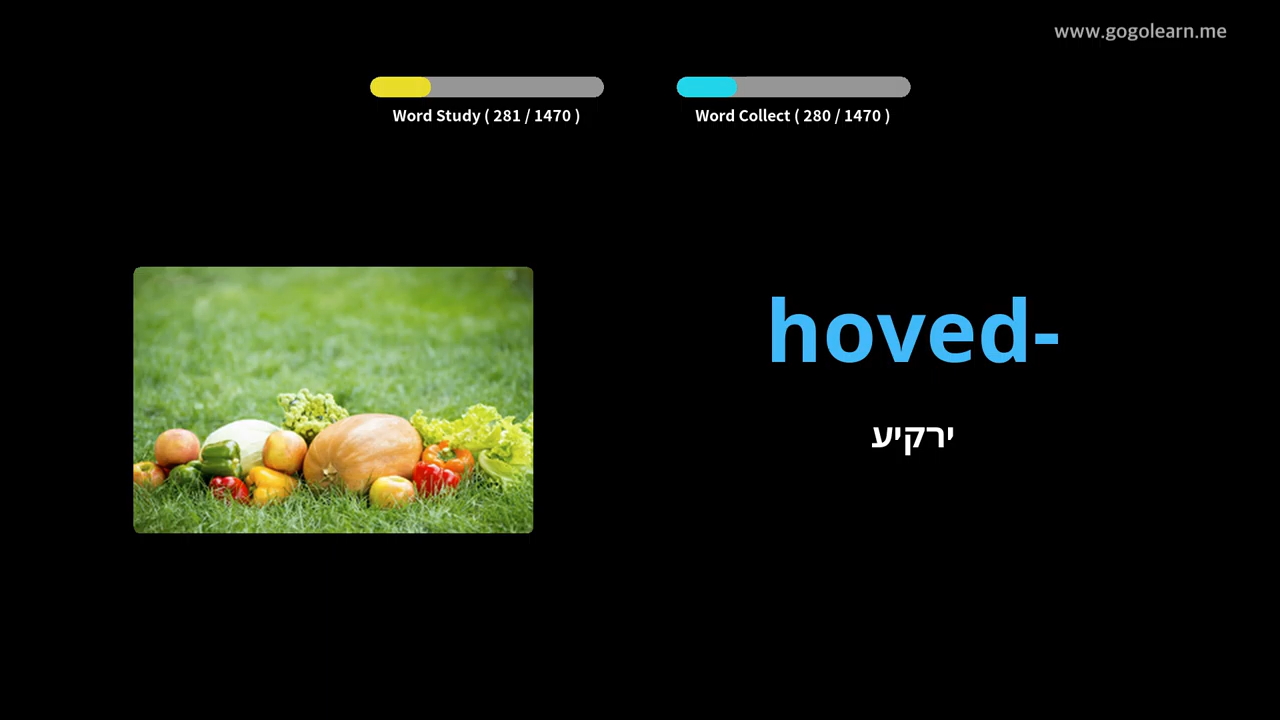 www.gogolearn.me
Word Study ( 281 / 1470 )
Word Collect ( 280 / 1470 )
hoved-
ירקיע